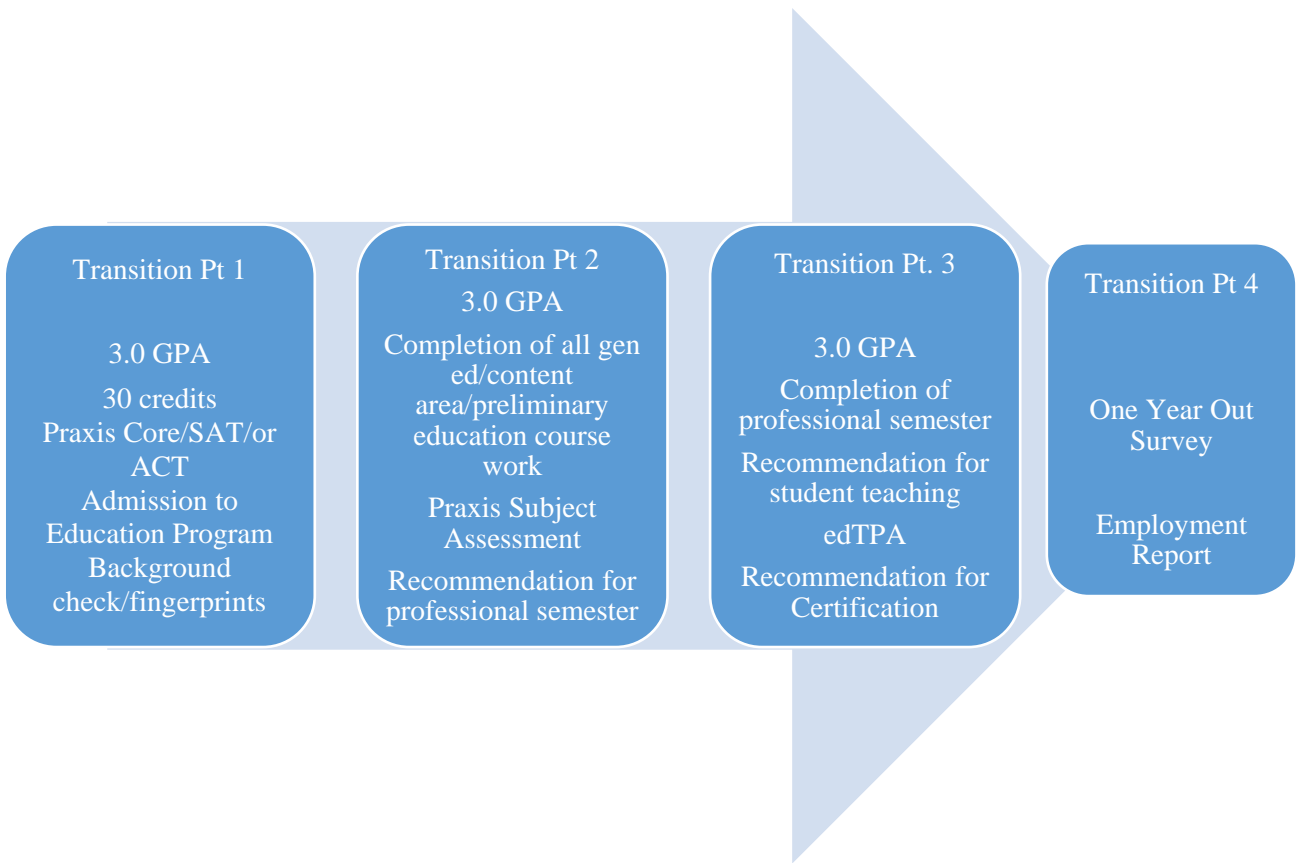 Transition Pt 1
3.0 GPA
30 credits
Praxis Core/SAT/or
ACT
Admission to
Education Program
Background
check/fingerprints
Transition Pt 2
3.0 GPA
Completion of all gen
ed/content
area/preliminary
education course
work
Praxis Subject
Assessment
Recommendation for
professional semester
Transition Pt. 3
3.0 GPA
Completion of
professional semester
Recommendation for
student teaching
edTPA
Recommendation for
Certification
Transition Pt 4
One Year Out
Survey
Employment
Report